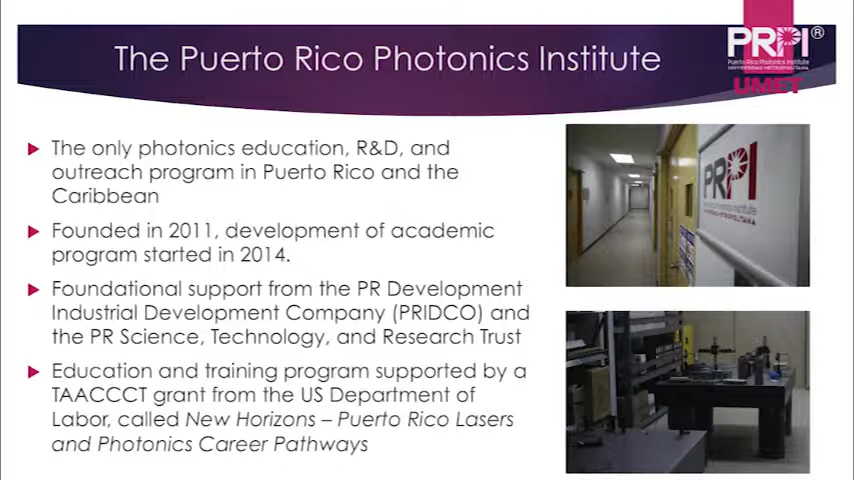 The Puerto Rico Photonics Institute
PRPI®
Puerto Rico Photonics Institute
UNIVERSIDAD METROPOLITANA
UMET
The only photonics education, R&D, and
outreach program in Puerto Rico and the
Caribbean
Founded in 2011, development of academic
program started in 2014.
Foundational support from the PR Development
Industrial Development Company (PRIDCO) and
the PR Science, Technology, and Research Trust
Education and training program supported by a
TAACCCT grant from the US Department of
Labor, called New Horizons – Puerto Rico Lasers
and Photonics Career Pathways
PRPI